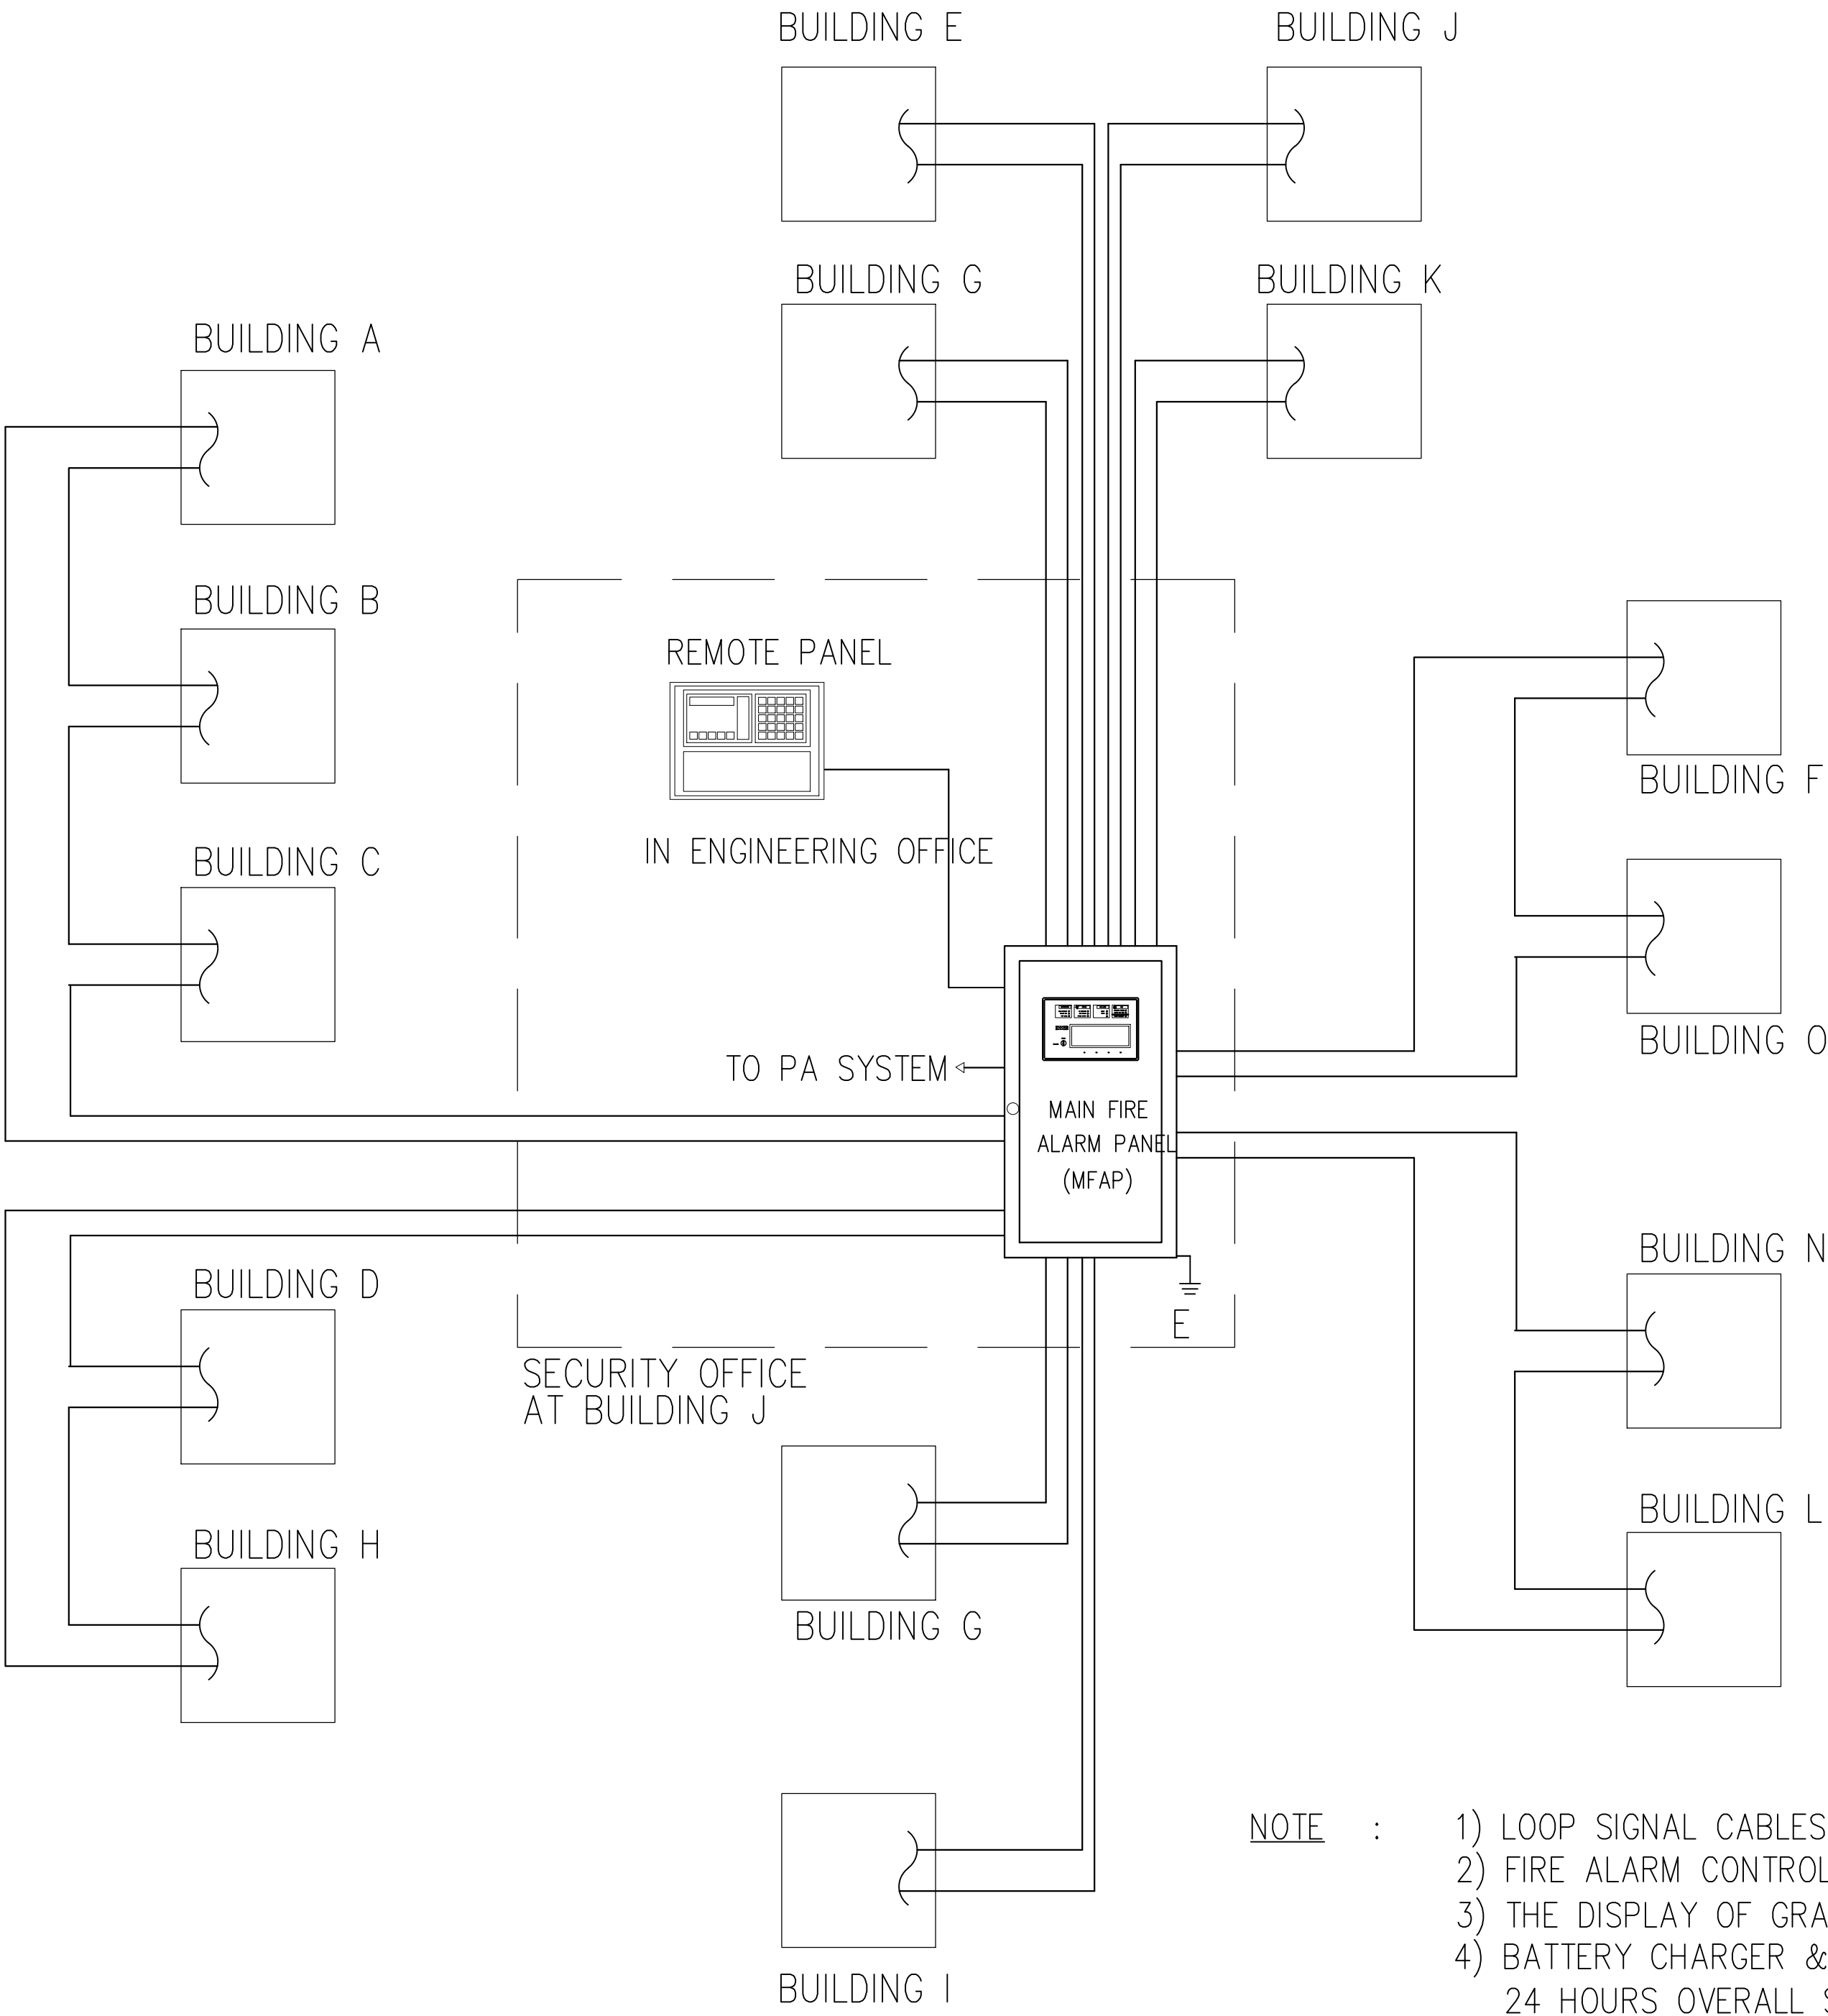 BUILDING E
BUILDING J
BUILDING G
BUILDING K
BUILDING A
BUILDING B
REMOTE PANEL
BUILDING F
IN ENGINEERING OFFICE
BUILDING C
BUILDING O
TO PA SYSTEM
MAIN FIRE
ALARM PANEL
(MFAP)
BUILDING N
BUILDING D
E
SECURITY OFFICE
AT BUILDING J
BUILDING L
BUILDING H
BUILDING G
NOTE : 1) LOOP SIGNAL CABLES
2) FIRE ALARM CONTROL
3) THE DISPLAY OF GRA
4) BATTERY CHARGER &
24 HOURS OVERALL
BUILDING I